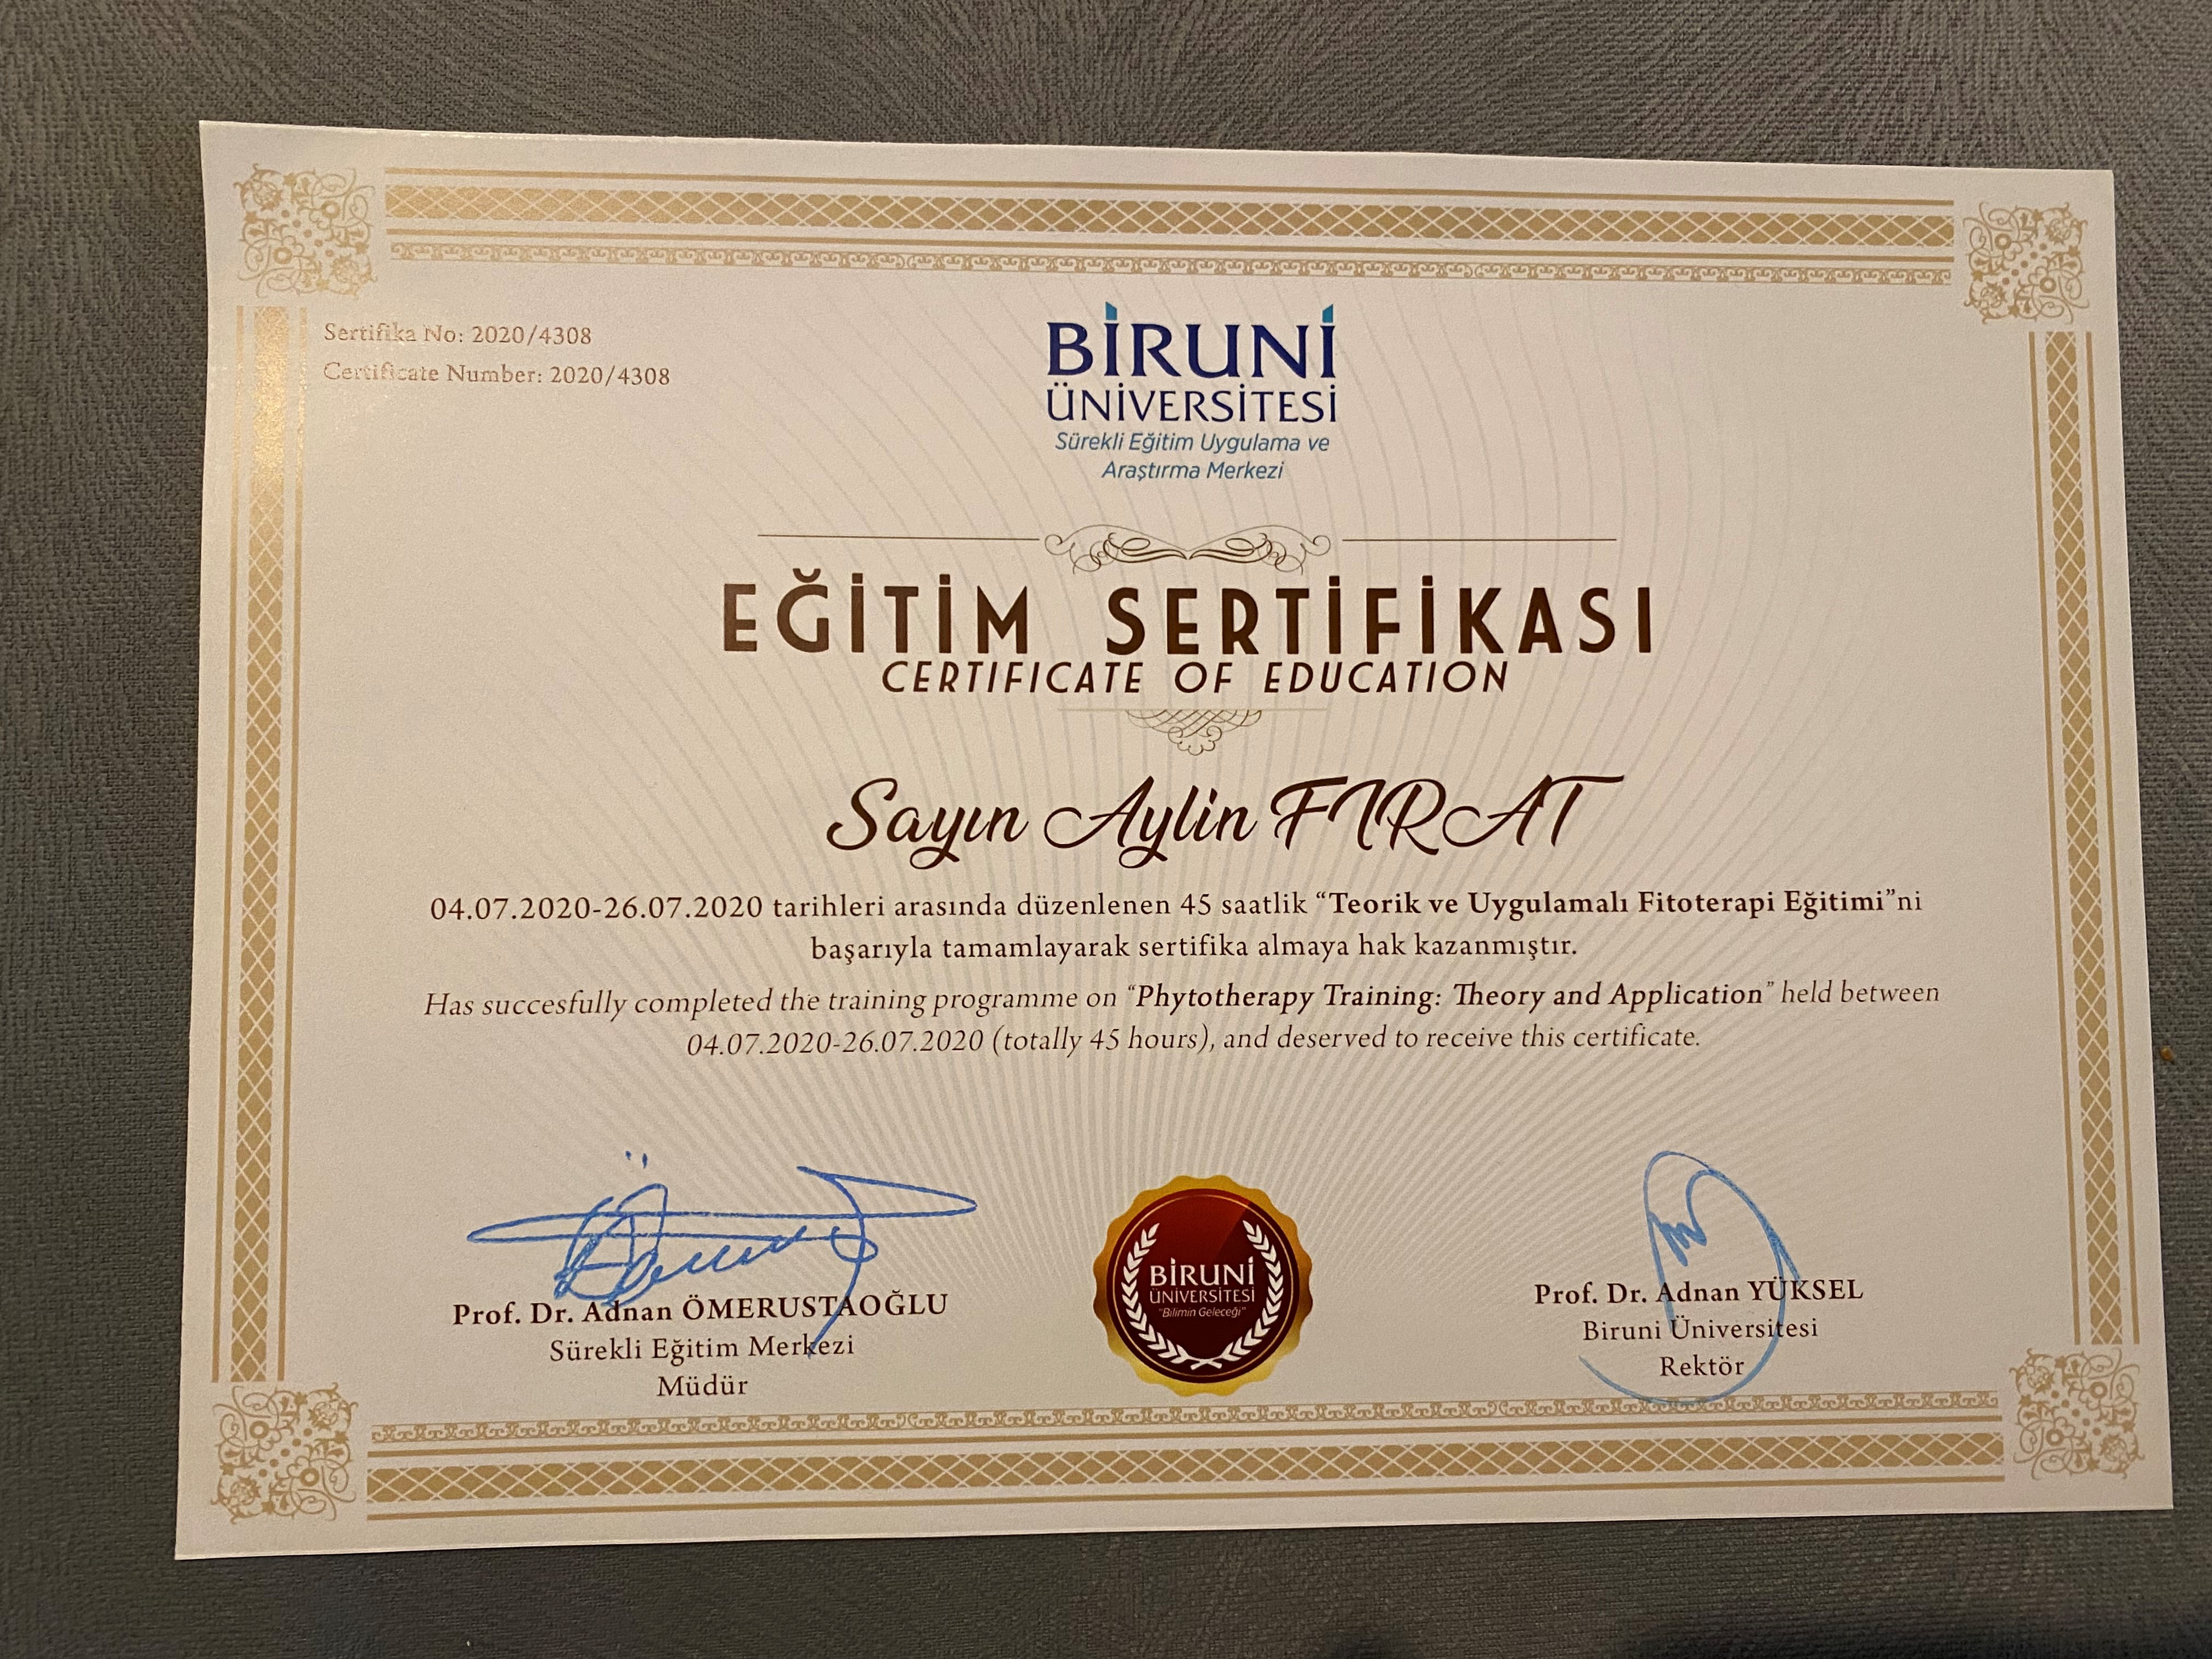 Sertifika No: 2020/4308
Certificate Number: 2020/4308
BİRUNİ
ÜNİVERSİTESİ
Sürekli Eğitim Uygulama ve
Araştırma Merkezi
EĞİTİM SERTİFİKASI
CERTIFICATE OF EDUCATION
Sayın Aylin FIRAT
04.07.2020-26.07.2020 tarihleri arasında düzenlenen 45 saatlik “Teorik ve Uygulamalı Fitoterapi Eğitimi”ni
başarıyla tamamlayarak sertifika almaya hak kazanmıştır.
Has succesfully completed the training programme on “Phytotherapy Training: Theory and Application” held between
04.07.2020-26.07.2020 (totally 45 hours), and deserved to receive this certificate.
Prof. Dr. Adnan ÖMERUSTAOĞLU
Sürekli Eğitim Merkezi
Müdür
BİRUNİ
ÜNİVERSİTESİ
"Bilimin Geleceği"
Prof. Dr. Adnan YÜKSEL
Biruni Üniversitesi
Rektör